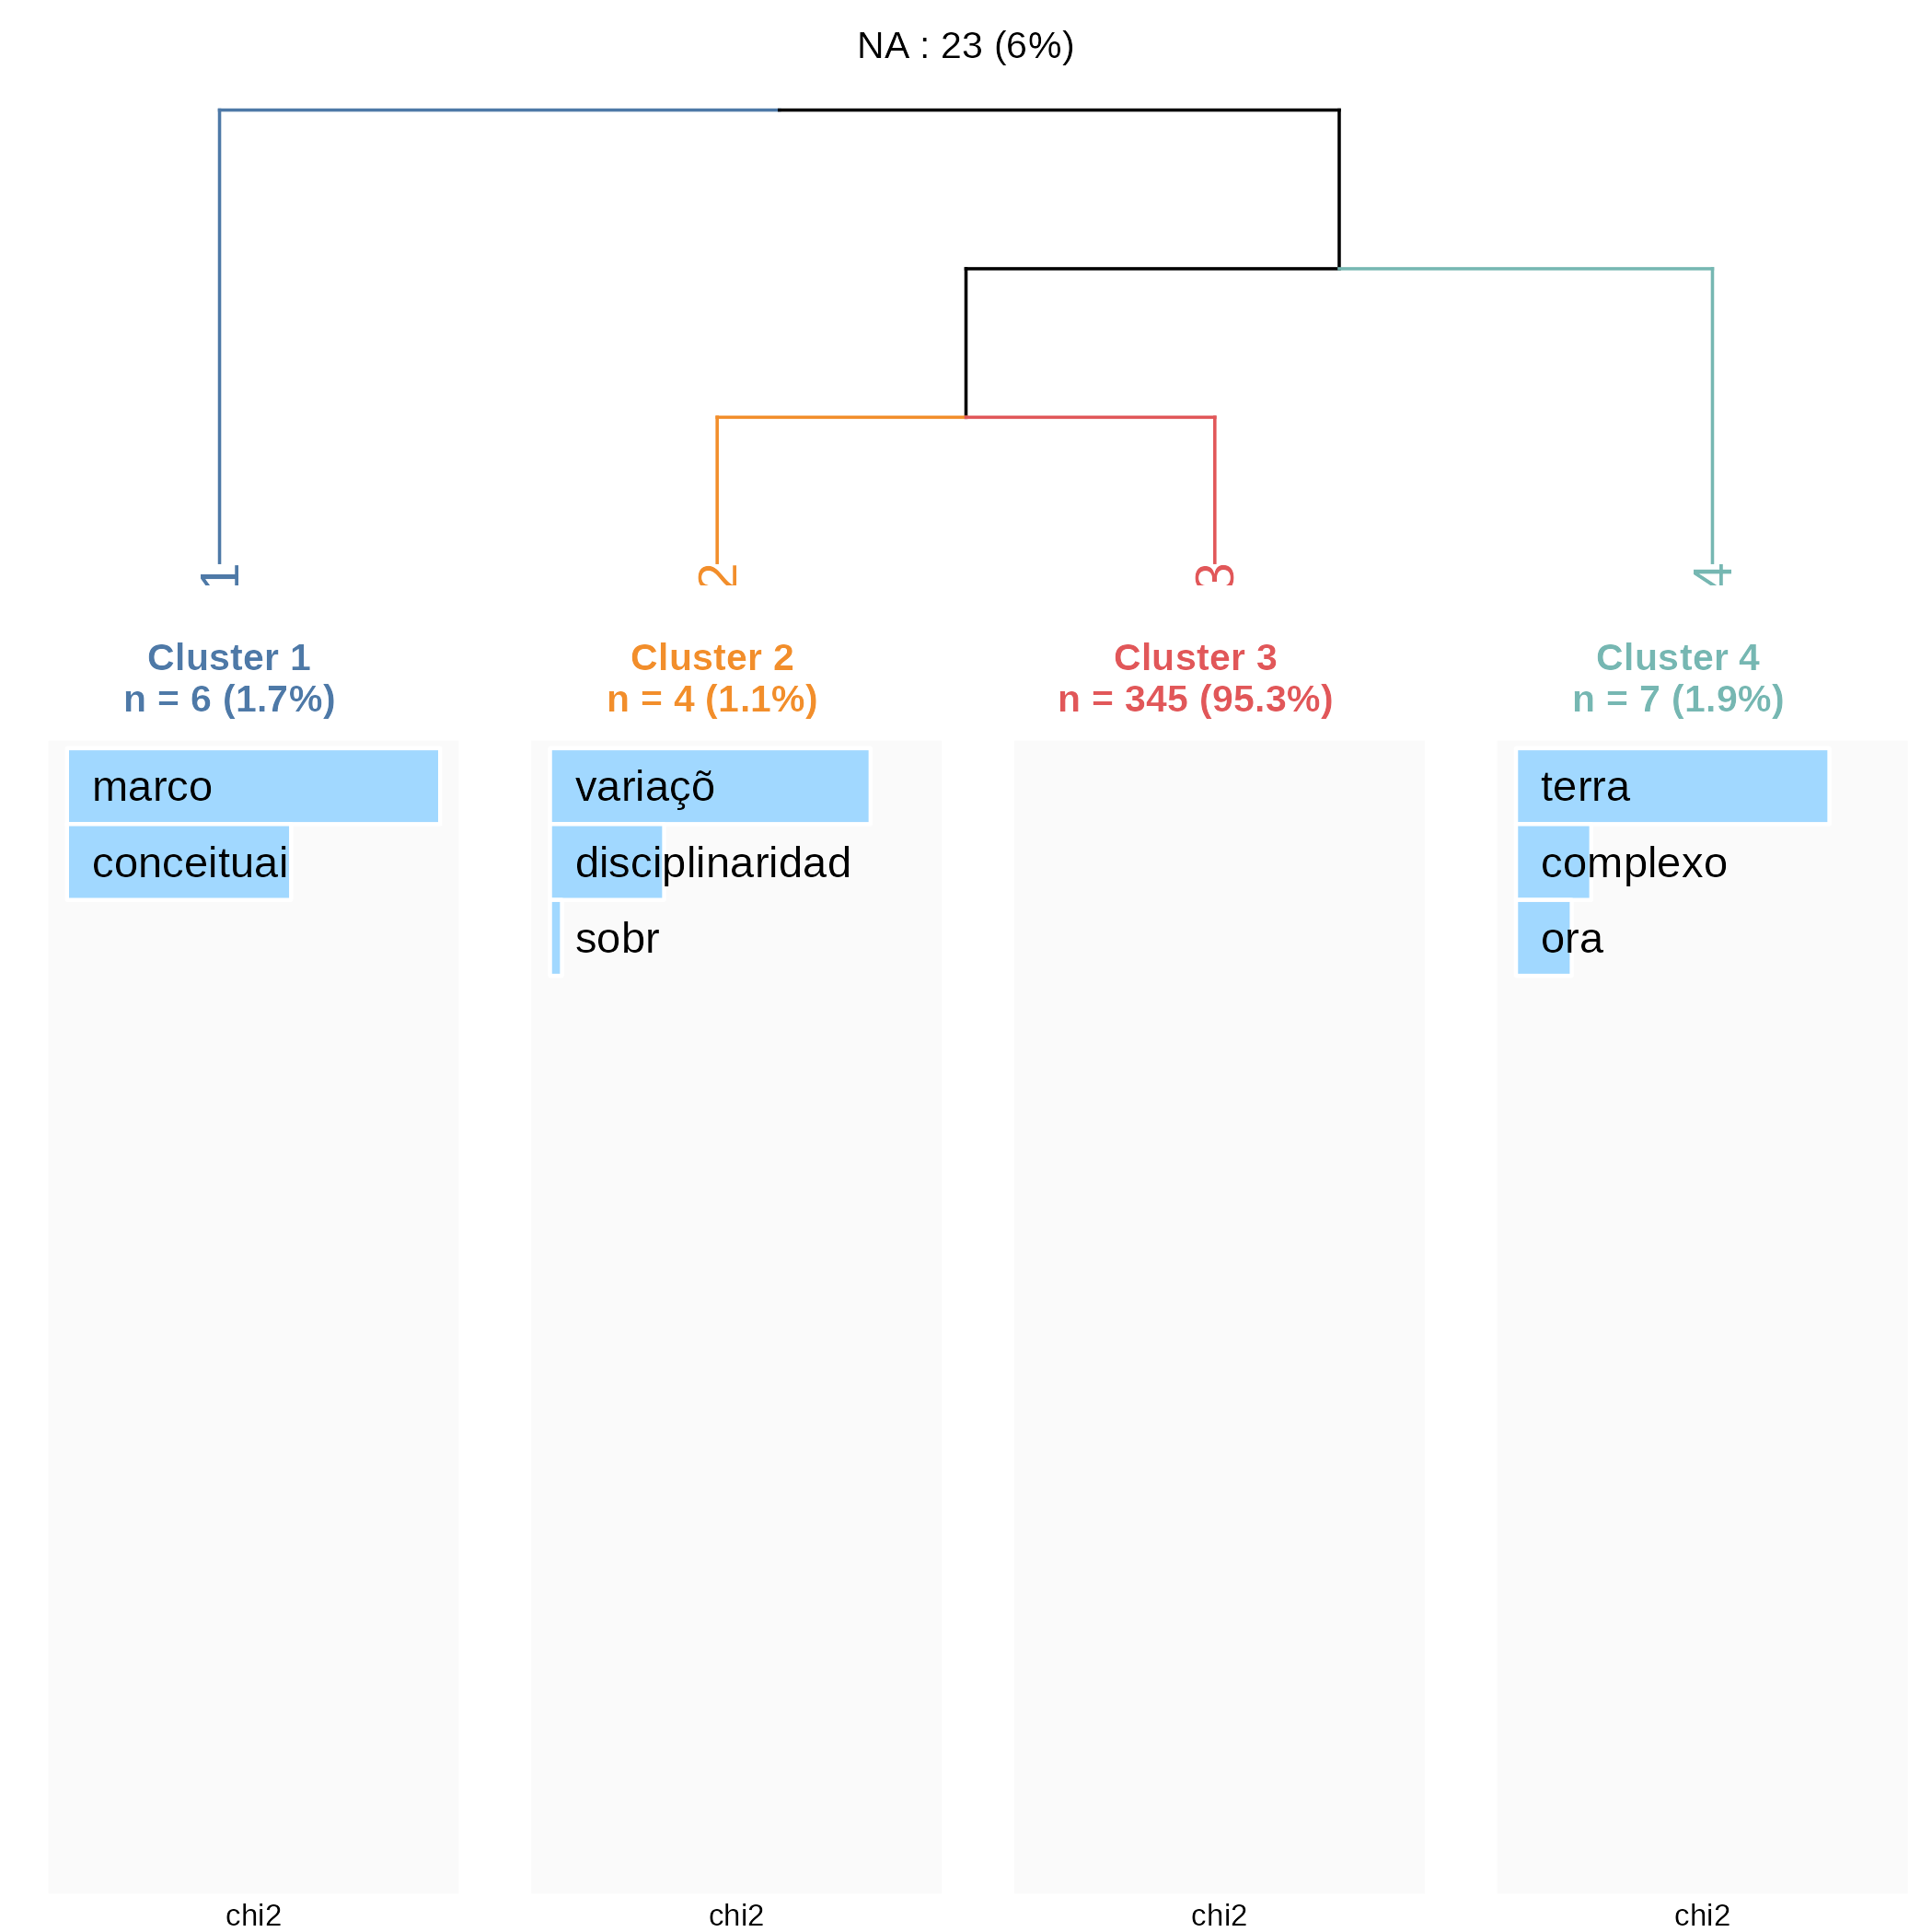 NA : 23 (6%)
1
2
3
4
Cluster 1
n = 6 (1.7%)
Cluster 2
n = 4 (1.1%)
Cluster 3
n = 345 (95.3%)
Cluster 4
n = 7 (1.9%)
marco
conceituai
variaçõ
disciplinaridad
sobr
terra
complexo
ora
chi2
chi2
chi2
chi2